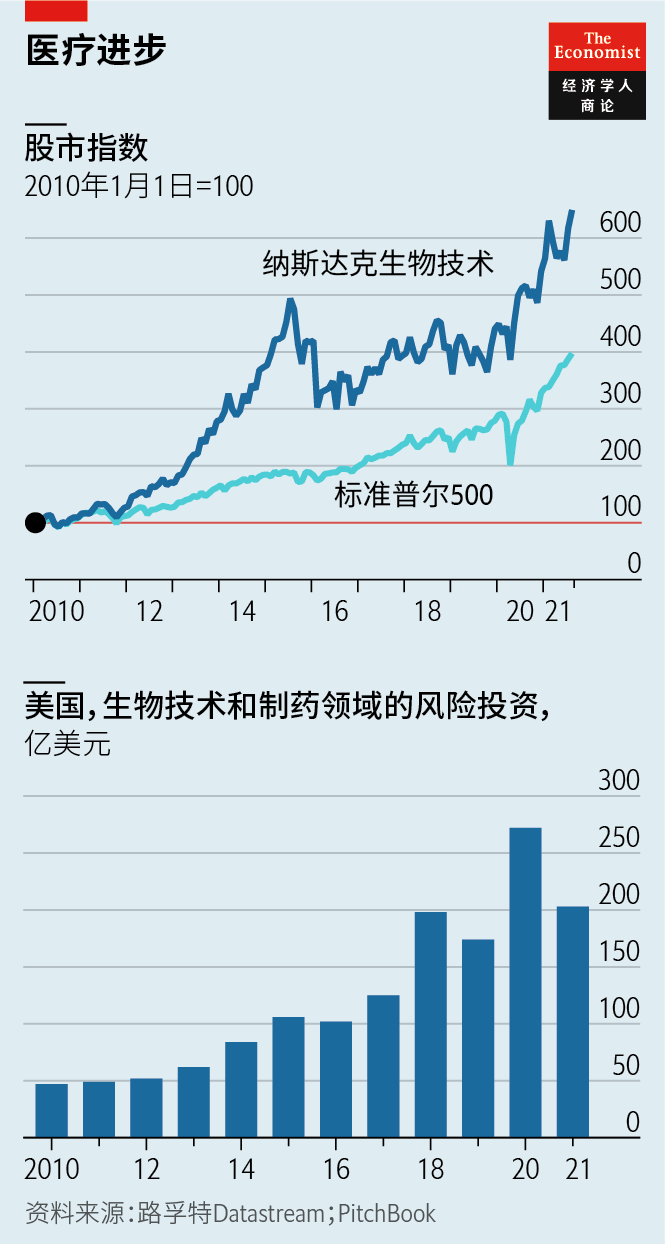 医疗进步
The
Economist
经济学人
商论
股市指数
2010年1月1日=100
600
纳斯达克生物技术
500
400
300
200
标准普尔500
100
0
2010 12 14 16 18 20 21
美国，生物技术和制药领域的风险投资，
亿美元
300
250
200
150
100
50
0
2010 12 14 16 18 20 21
资料来源：路孚特Datastream；PitchBook